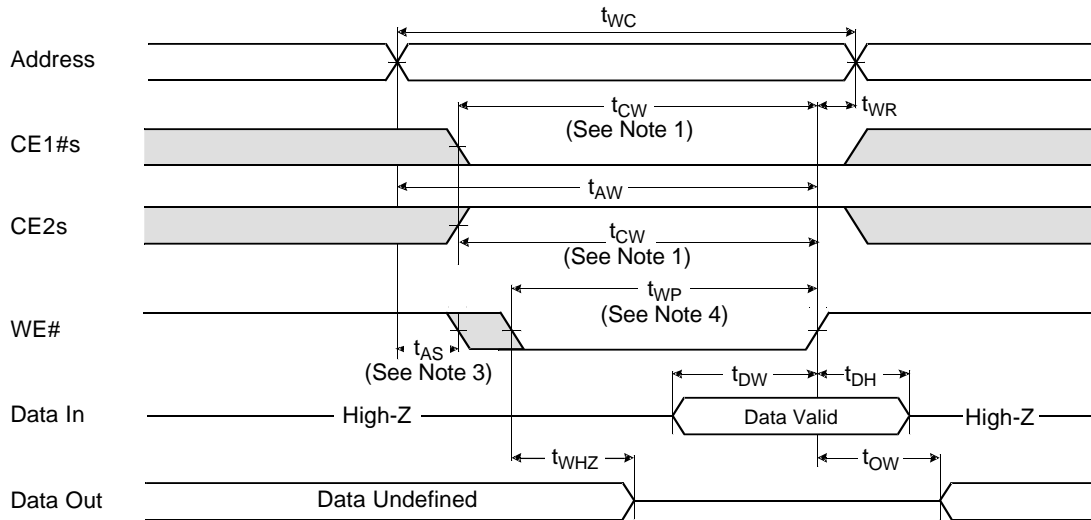 tWC
Address
tCW
(See Note 1)
tWR
CE1#s
tAW
CE2s
tCW
(See Note 1)
tWP
(See Note 4)
WE#
tAS
(See Note 3)
tDW
tDH
Data In
High-Z
Data Valid
High-Z
tWHZ
tOW
Data Out
Data Undefined